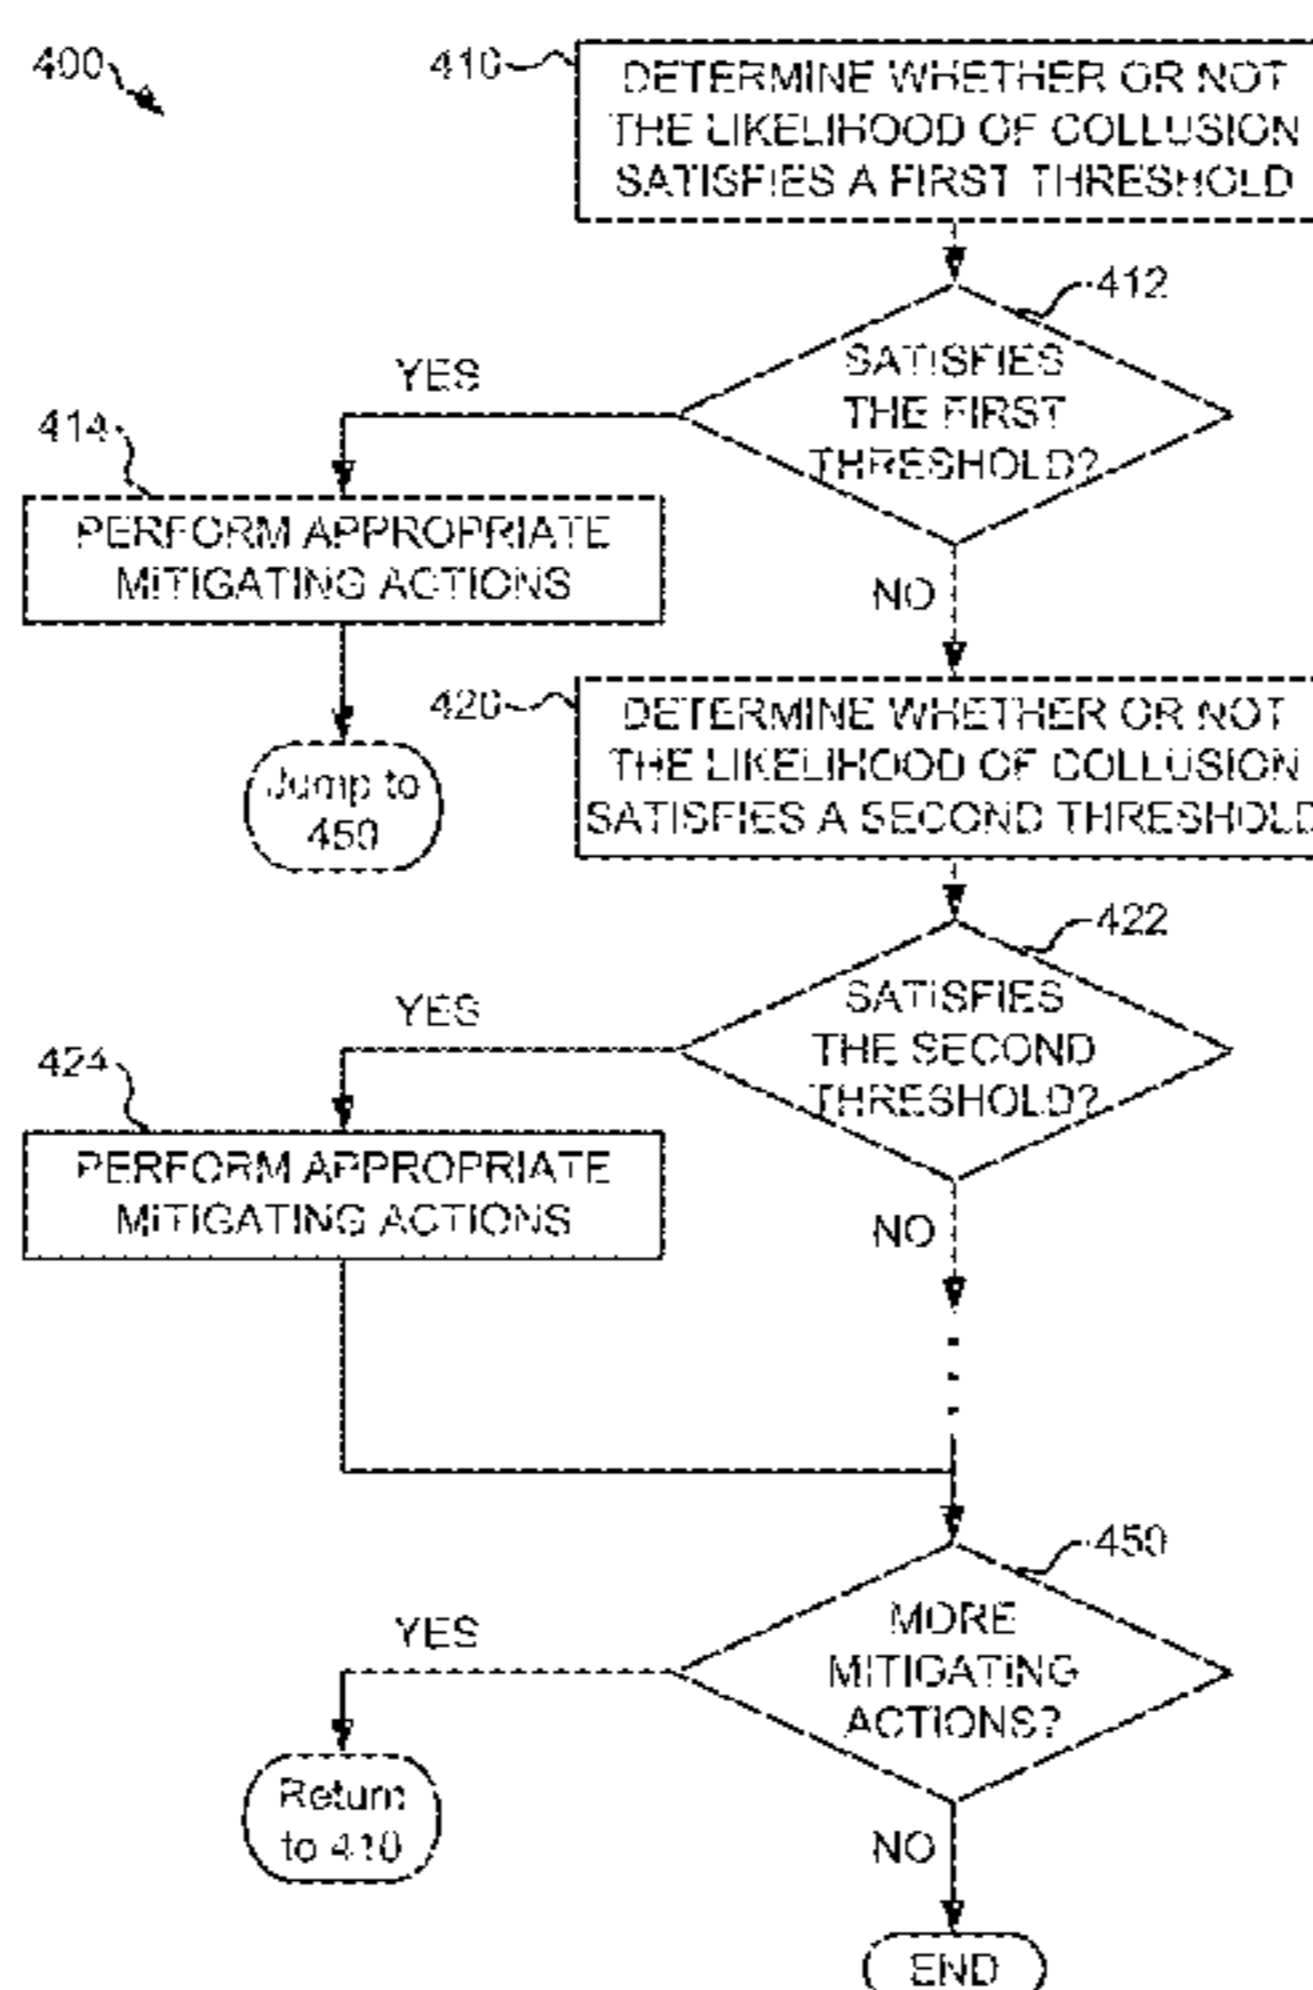 400
410
DETERMINE WHETHER OR NOT
THE LIKELIHOOD OF COLLUSION
SATISFIES A FIRST THRESHOLD
412
SATISFIES
THE FIRST
THRESHOLD?
YES
414
PERFORM APPROPRIATE
MITIGATING ACTIONS
NO
Jump to
450
420
DETERMINE WHETHER OR NOT
THE LIKELIHOOD OF COLLUSION
SATISFIES A SECOND THRESHOLD
422
SATISFIES
THE SECOND
THRESHOLD?
YES
424
PERFORM APPROPRIATE
MITIGATING ACTIONS
NO
450
MORE
MITIGATING
ACTIONS?
YES
Return
to 410
NO
END